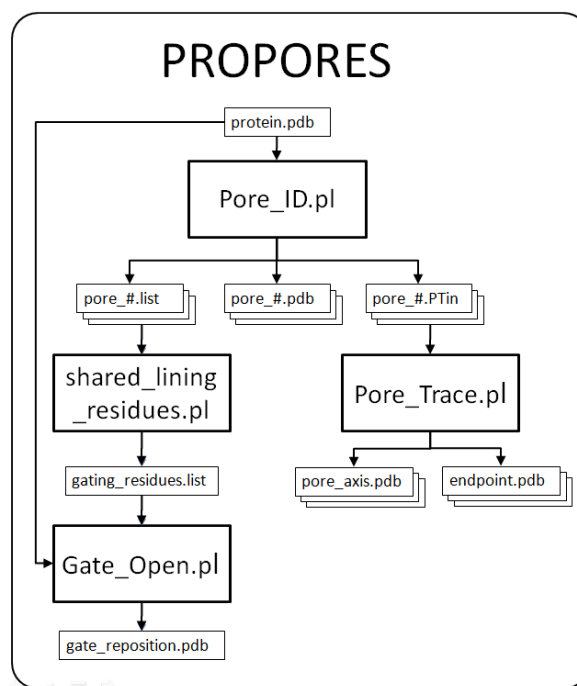 PROPORES
protein.pdb
Pore_ID.pl
pore_#.list
pore_#.pdb
pore_#.PTin
shared_lining
_residues.pl
Pore_Trace.pl
gating_residues.list
pore_axis.pdb
endpoint.pdb
Gate_Open.pl
gate_reposition.pdb